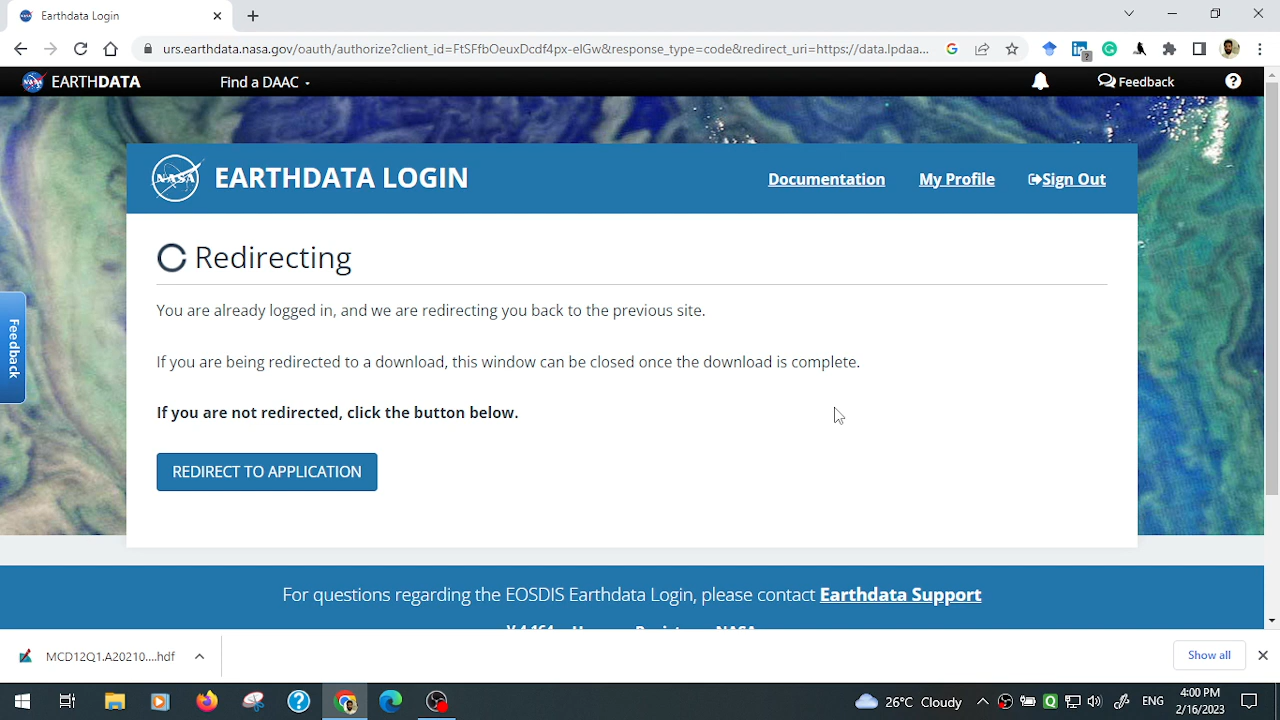 Earthdata Login
urs.earthdata.nasa.gov/oauth/authorize?client_id=FtSFfbOeuxDcdf4px-elGw&response_type=code&redirect_uri=https://data.lpdaa...
EARTHDATA
Find a DAAC
Feedback
NASA
EARTHDATA LOGIN
Documentation
My Profile
Sign Out
Redirecting
You are already logged in, and we are redirecting you back to the previous site.
Feedback
If you are being redirected to a download, this window can be closed once the download is complete.
If you are not redirected, click the button below.
REDIRECT TO APPLICATION
For questions regarding the EOSDIS Earthdata Login, please contact Earthdata Support
NASA
MCD12Q1.A20210....hdf
Show all
26°C Cloudy
ENG
4:00 PM
2/16/2023